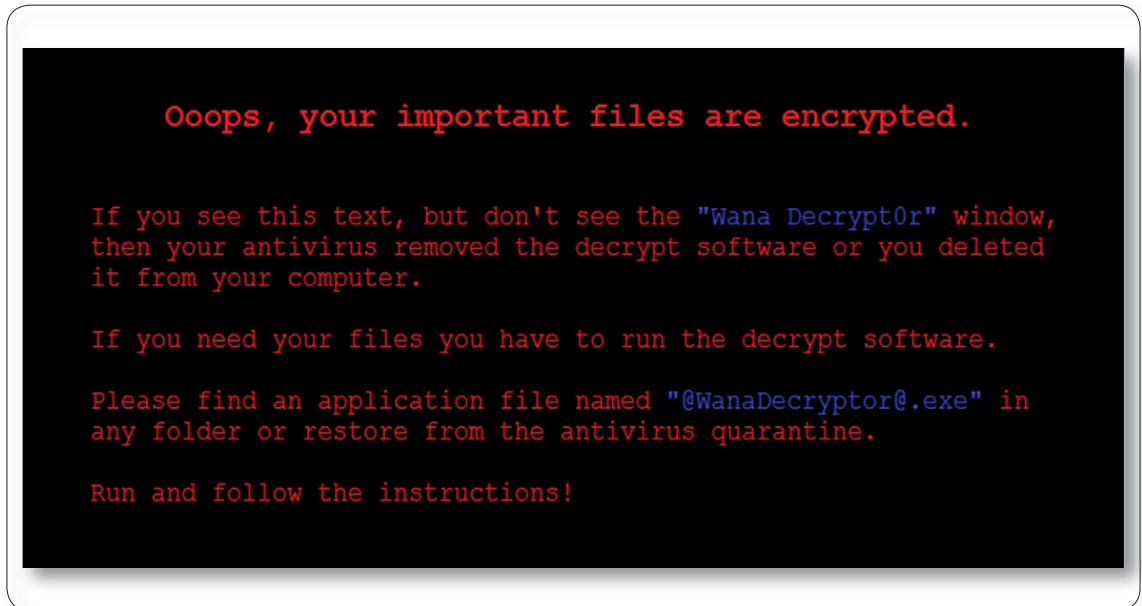 Ooops, your important files are encrypted.
If you see this text, but don't see the "Wana Decrypt0r" window,
then your antivirus removed the decrypt software or you deleted
it from your computer.
If you need your files you have to run the decrypt software.
Please find an application file named "@WanaDecryptor@.exe" in
any folder or restore from the antivirus quarantine.
Run and follow the instructions!